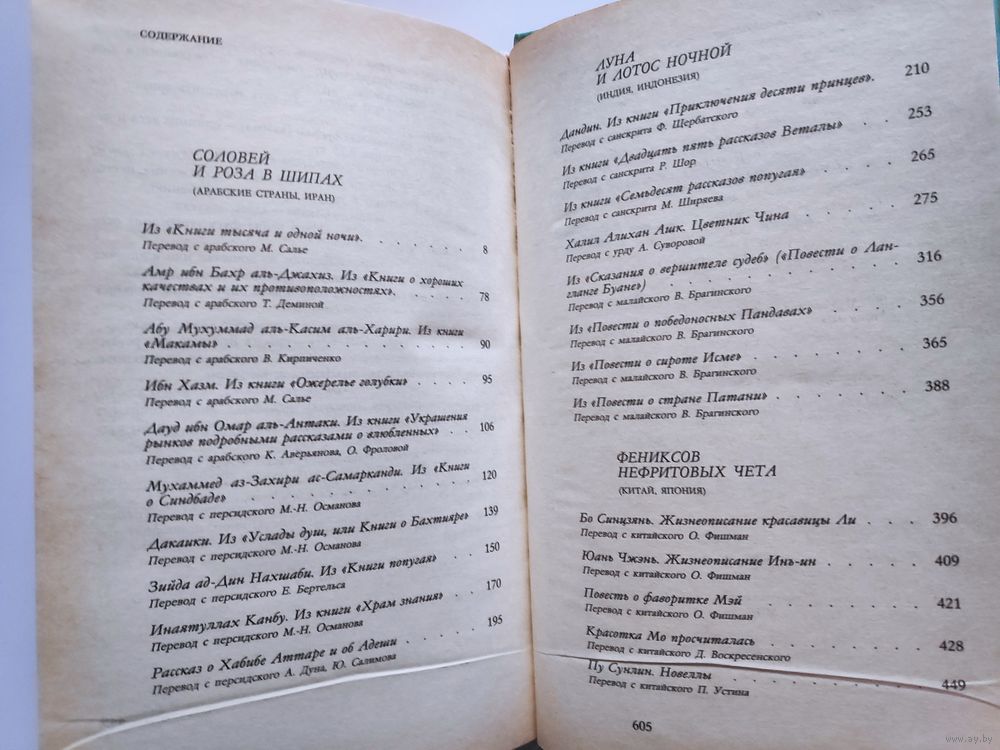 СОДЕРЖАНИЕ
СОЛОВЕЙ
И РОЗА В ШИПАХ
(АРАБСКИЕ СТРАНЫ, ИРАН)
Из «Книги тысяча и одной ночи». . . . . . . . 8
Перевод с арабского М. Салье
Амр ибн Бахр аль-Джахиз. Из «Книги о хороших
качествах и их противоположностях». . . . . . 78
Перевод с арабского Т. Деминой
Абу Мухуммад аль-Касим аль-Харири. Из книги
«Макамы» . . . . . . . . . . . . . . . . 90
Перевод с арабского В. Кирпиченко
Ибн Хазм. Из книги «Ожерелье голубки» . . . . 95
Перевод с арабского М. Салье
Дауд ибн Омар аль-Антаки. Из книги «Украшения
рынков подробными рассказами о влюбленных» . . 106
Перевод с арабского К. Аверьянова, О. Фроловой
Мухаммед аз-Захири ас-Самарканди. Из «Книги
о Синдбаде» . . . . . . . . . . . . . . . 120
Перевод с персидского М.-Н. Османова
Дакаики. Из «Услады душ, или Книги о Бахтияре» 139
Перевод с персидского М.-Н. Османова
Зийда ад-Дин Нахшаби. Из «Книги попугая» . . . 150
Перевод с персидского Е. Бертельса
Инаятуллах Канбу. Из книги «Храм знания» . . . 170
Перевод с персидского М.-Н. Османова
Рассказ о Хабибе Аттаре и об Адеши . . . . . . 195
Перевод с персидского А. Дуна, Ю. Салимова
ЛУНА
И ЛОТОС НОЧНОЙ
(ИНДИЯ, ИНДОНЕЗИЯ)
Дандин. Из книги «Приключения десяти принцев». 210
Перевод с санскрита Ф. Щербатского
Из книги «Двадцать пять рассказов Веталы» . . 253
Перевод с санскрита Р. Шор
Из книги «Семьдесят рассказов попугая» . . . . 265
Перевод с санскрита М. Ширяева
Халил Алихан Ашк. Цветник Чина . . . . . . . 275
Перевод с урду А. Суворовой
Из «Сказания о вершителе судеб» («Повести о Лан-
гланге Буане») . . . . . . . . . . . . . . 316
Перевод с малайского В. Брагинского
Из «Повести о победоносных Пандавах» . . . . . 356
Перевод с малайского В. Брагинского
Из «Повести о сироте Исме» . . . . . . . . . 365
Перевод с малайского В. Брагинского
Из «Повести о стране Патани» . . . . . . . . 388
Перевод с малайского В. Брагинского
ФЕНИКСОВ
НЕФРИТОВЫХ ЧЕТА
(КИТАЙ, ЯПОНИЯ)
Бо Синцзянь. Жизнеописание красавицы Ли . . . 396
Перевод с китайского О. Фишман
Юань Чжэнь. Жизнеописание Инъ-ин . . . . . . 409
Перевод с китайского О. Фишман
Повесть о фаворитке Мэй . . . . . . . . . . 421
Перевод с китайского О. Фишман
Красотка Мо просчиталась . . . . . . . . . . 428
Перевод с китайского Д. Воскресенского
Пу Сунлин. Новеллы . . . . . . . . . . . . 449
Перевод с китайского П. Устина
605
www.ay.by